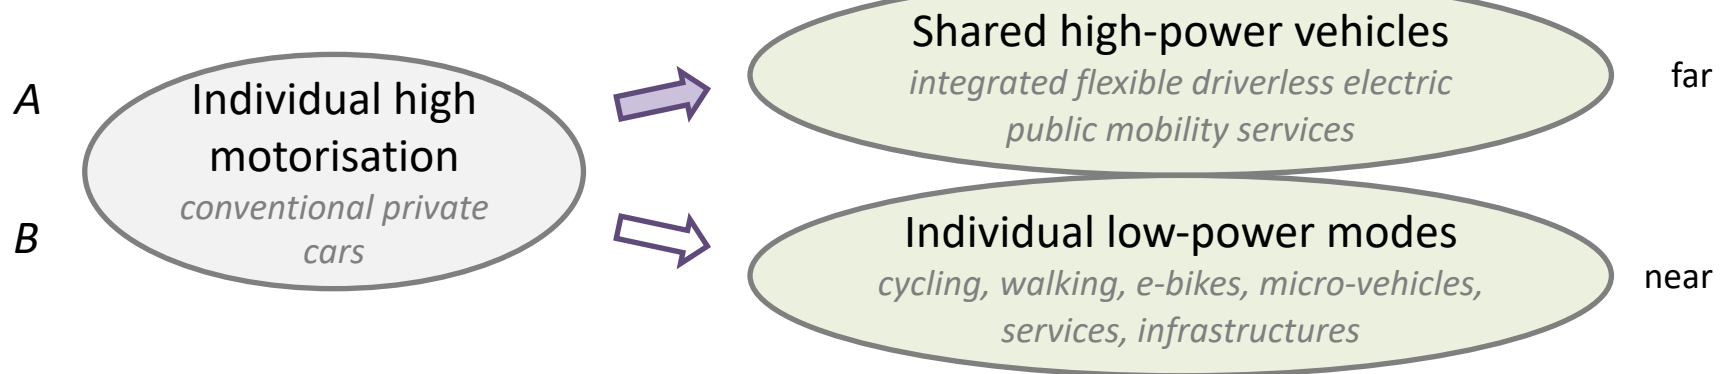 A
B
Individual high
motorisation
conventional private
cars
Shared high-power vehicles
integrated flexible driverless electric
public mobility services
far
Individual low-power modes
cycling, walking, e-bikes, micro-vehicles,
services, infrastructures
near